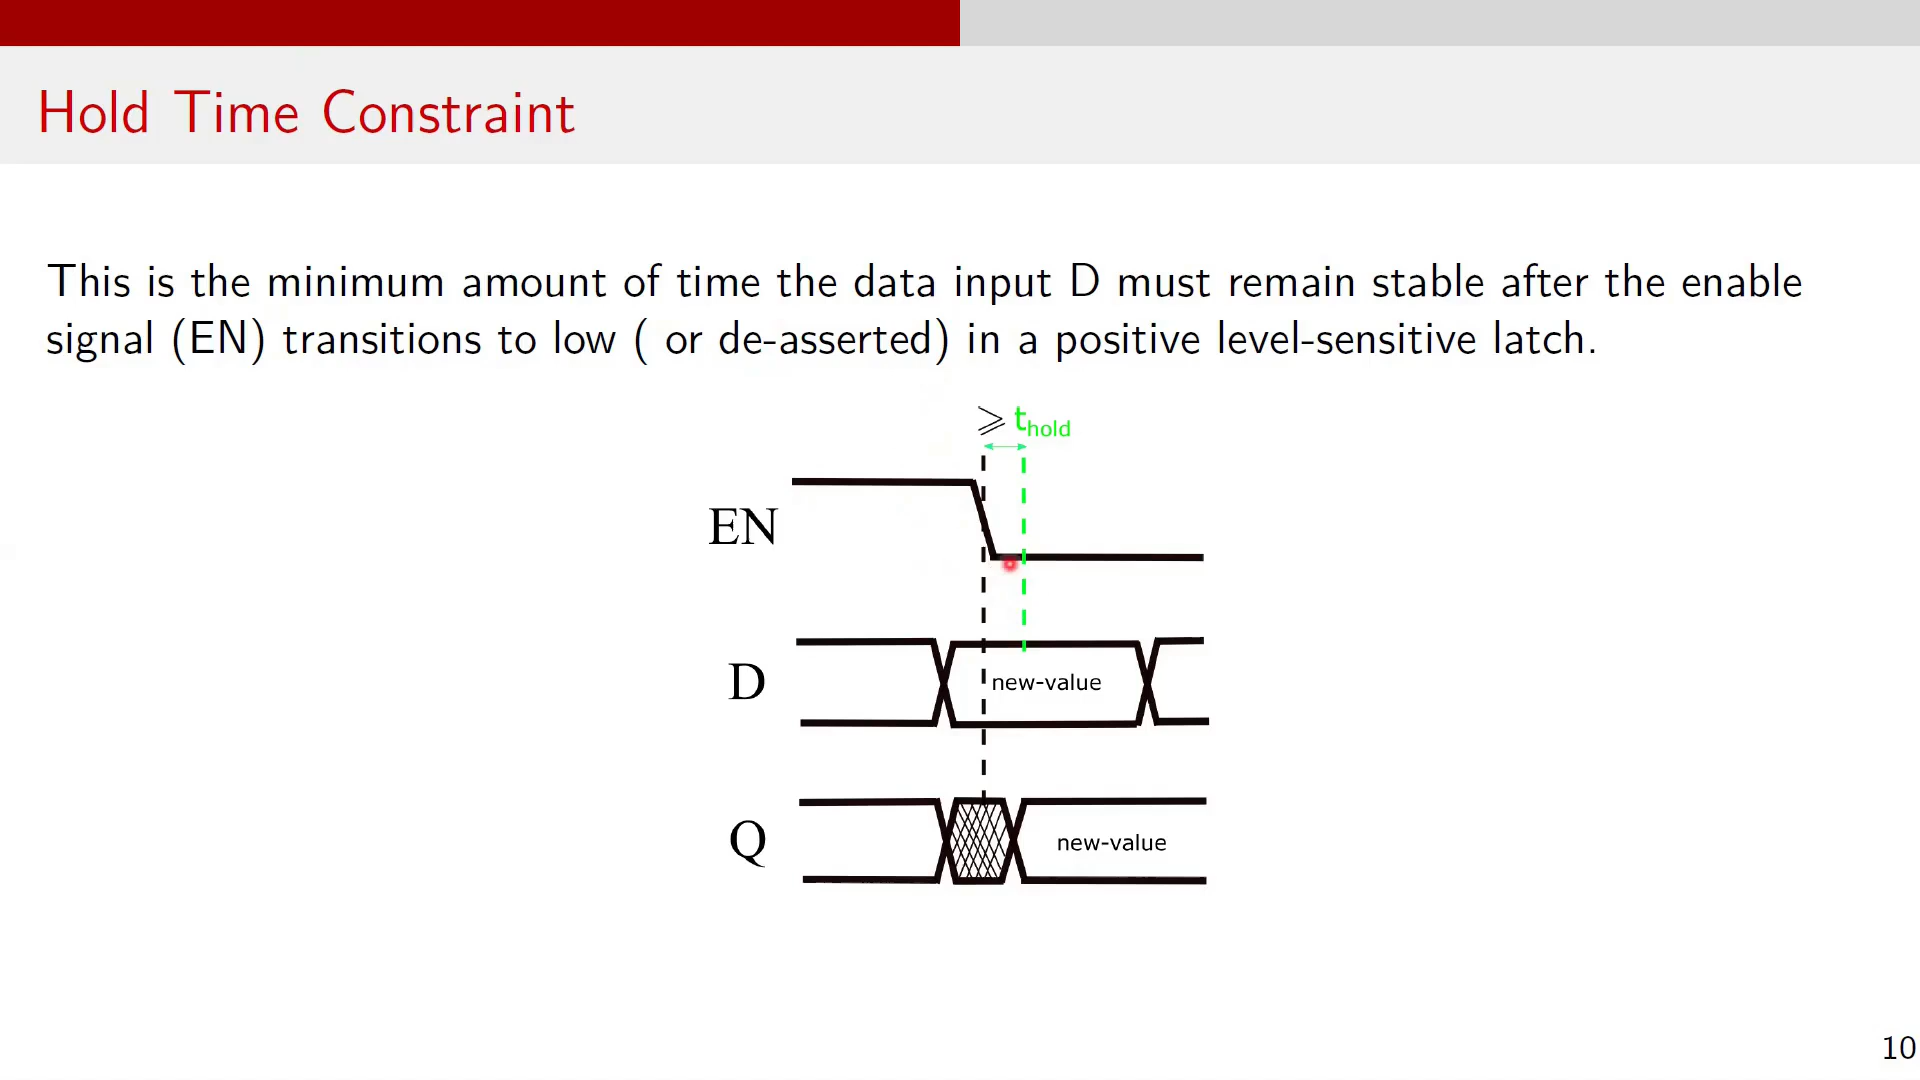 Hold Time Constraint
This is the minimum amount of time the data input D must remain stable after the enable
signal (EN) transitions to low ( or de-asserted) in a positive level-sensitive latch.
⩾ thold
EN
D
new-value
Q
new-value
10